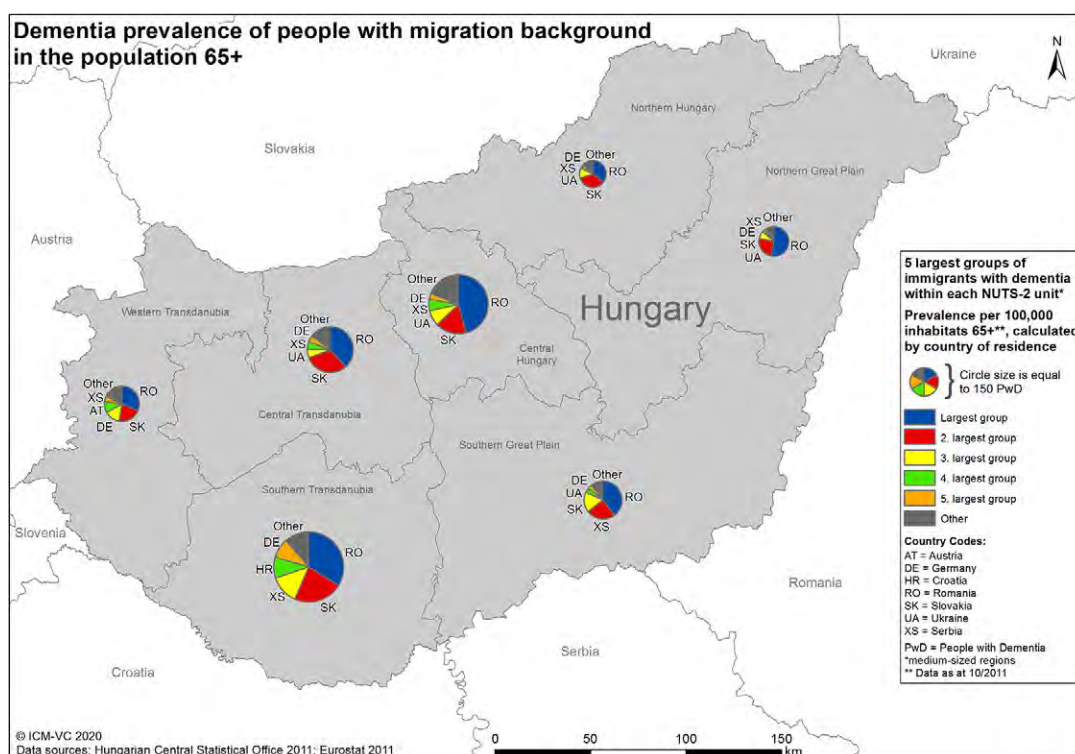 Dementia prevalence of people with migration background
in the population 65+
N
Ukraine
Slovakia
Austria
Slovenia
Croatia
Serbia
Romania
Hungary
Northern Hungary
DE Other
XS
UA
RO
SK
Northern Great Plain
XS Other
DE
SK
UA
RO
Central
Hungary
Other
DE
XS
UA
RO
SK
Central Transdanubia
Other
DE
XS
UA
RO
SK
Western Transdanubia
Other
XS
AT
DE
RO
SK
Southern Great Plain
DE Other
UA
SK
RO
XS
Southern Transdanubia
Other
DE
HR
XS
RO
SK
5 largest groups of
immigrants with dementia
within each NUTS-2 unit*
Prevalence per 100,000
inhabitats 65+**, calculated
by country of residence
Circle size is equal
to 150 PwD
Largest group
2. largest group
3. largest group
4. largest group
5. largest group
Other
Country Codes:
AT = Austria
DE = Germany
HR = Croatia
RO = Romania
SK = Slovakia
UA = Ukraine
XS = Serbia
PwD = People with Dementia
*medium-sized regions
** Data as at 10/2011
© ICM-VC 2020
Data sources: Hungarian Central Statistical Office 2011; Eurostat 2011
0 50 100 150
km